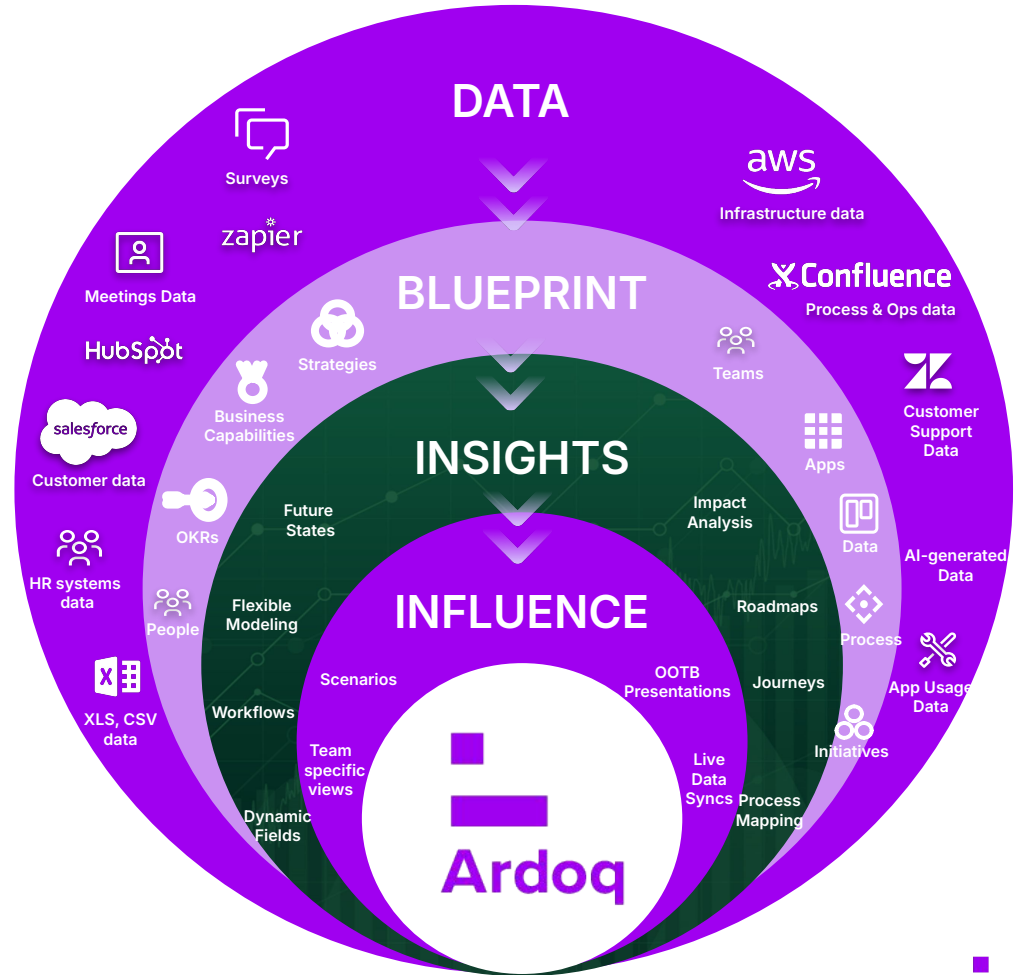 DATA
Surveys
zapier
Meetings Data
HubSpot
salesforce
Customer data
HR systems
data
XLS, CSV
data
aws
Infrastructure data
Confluence
Process & Ops data
Customer
Support
Data
AI-generated
Data
App Usage
Data
BLUEPRINT
Strategies
Business
Capabilities
OKRs
People
Teams
Apps
Data
Process
Initiatives
INSIGHTS
Future
States
Flexible
Modeling
Workflows
Dynamic
Fields
Impact
Analysis
Roadmaps
Journeys
Process
Mapping
INFLUENCE
Scenarios
Team
specific
views
OOTB
Presentations
Live
Data
Syncs
Ardoq
X